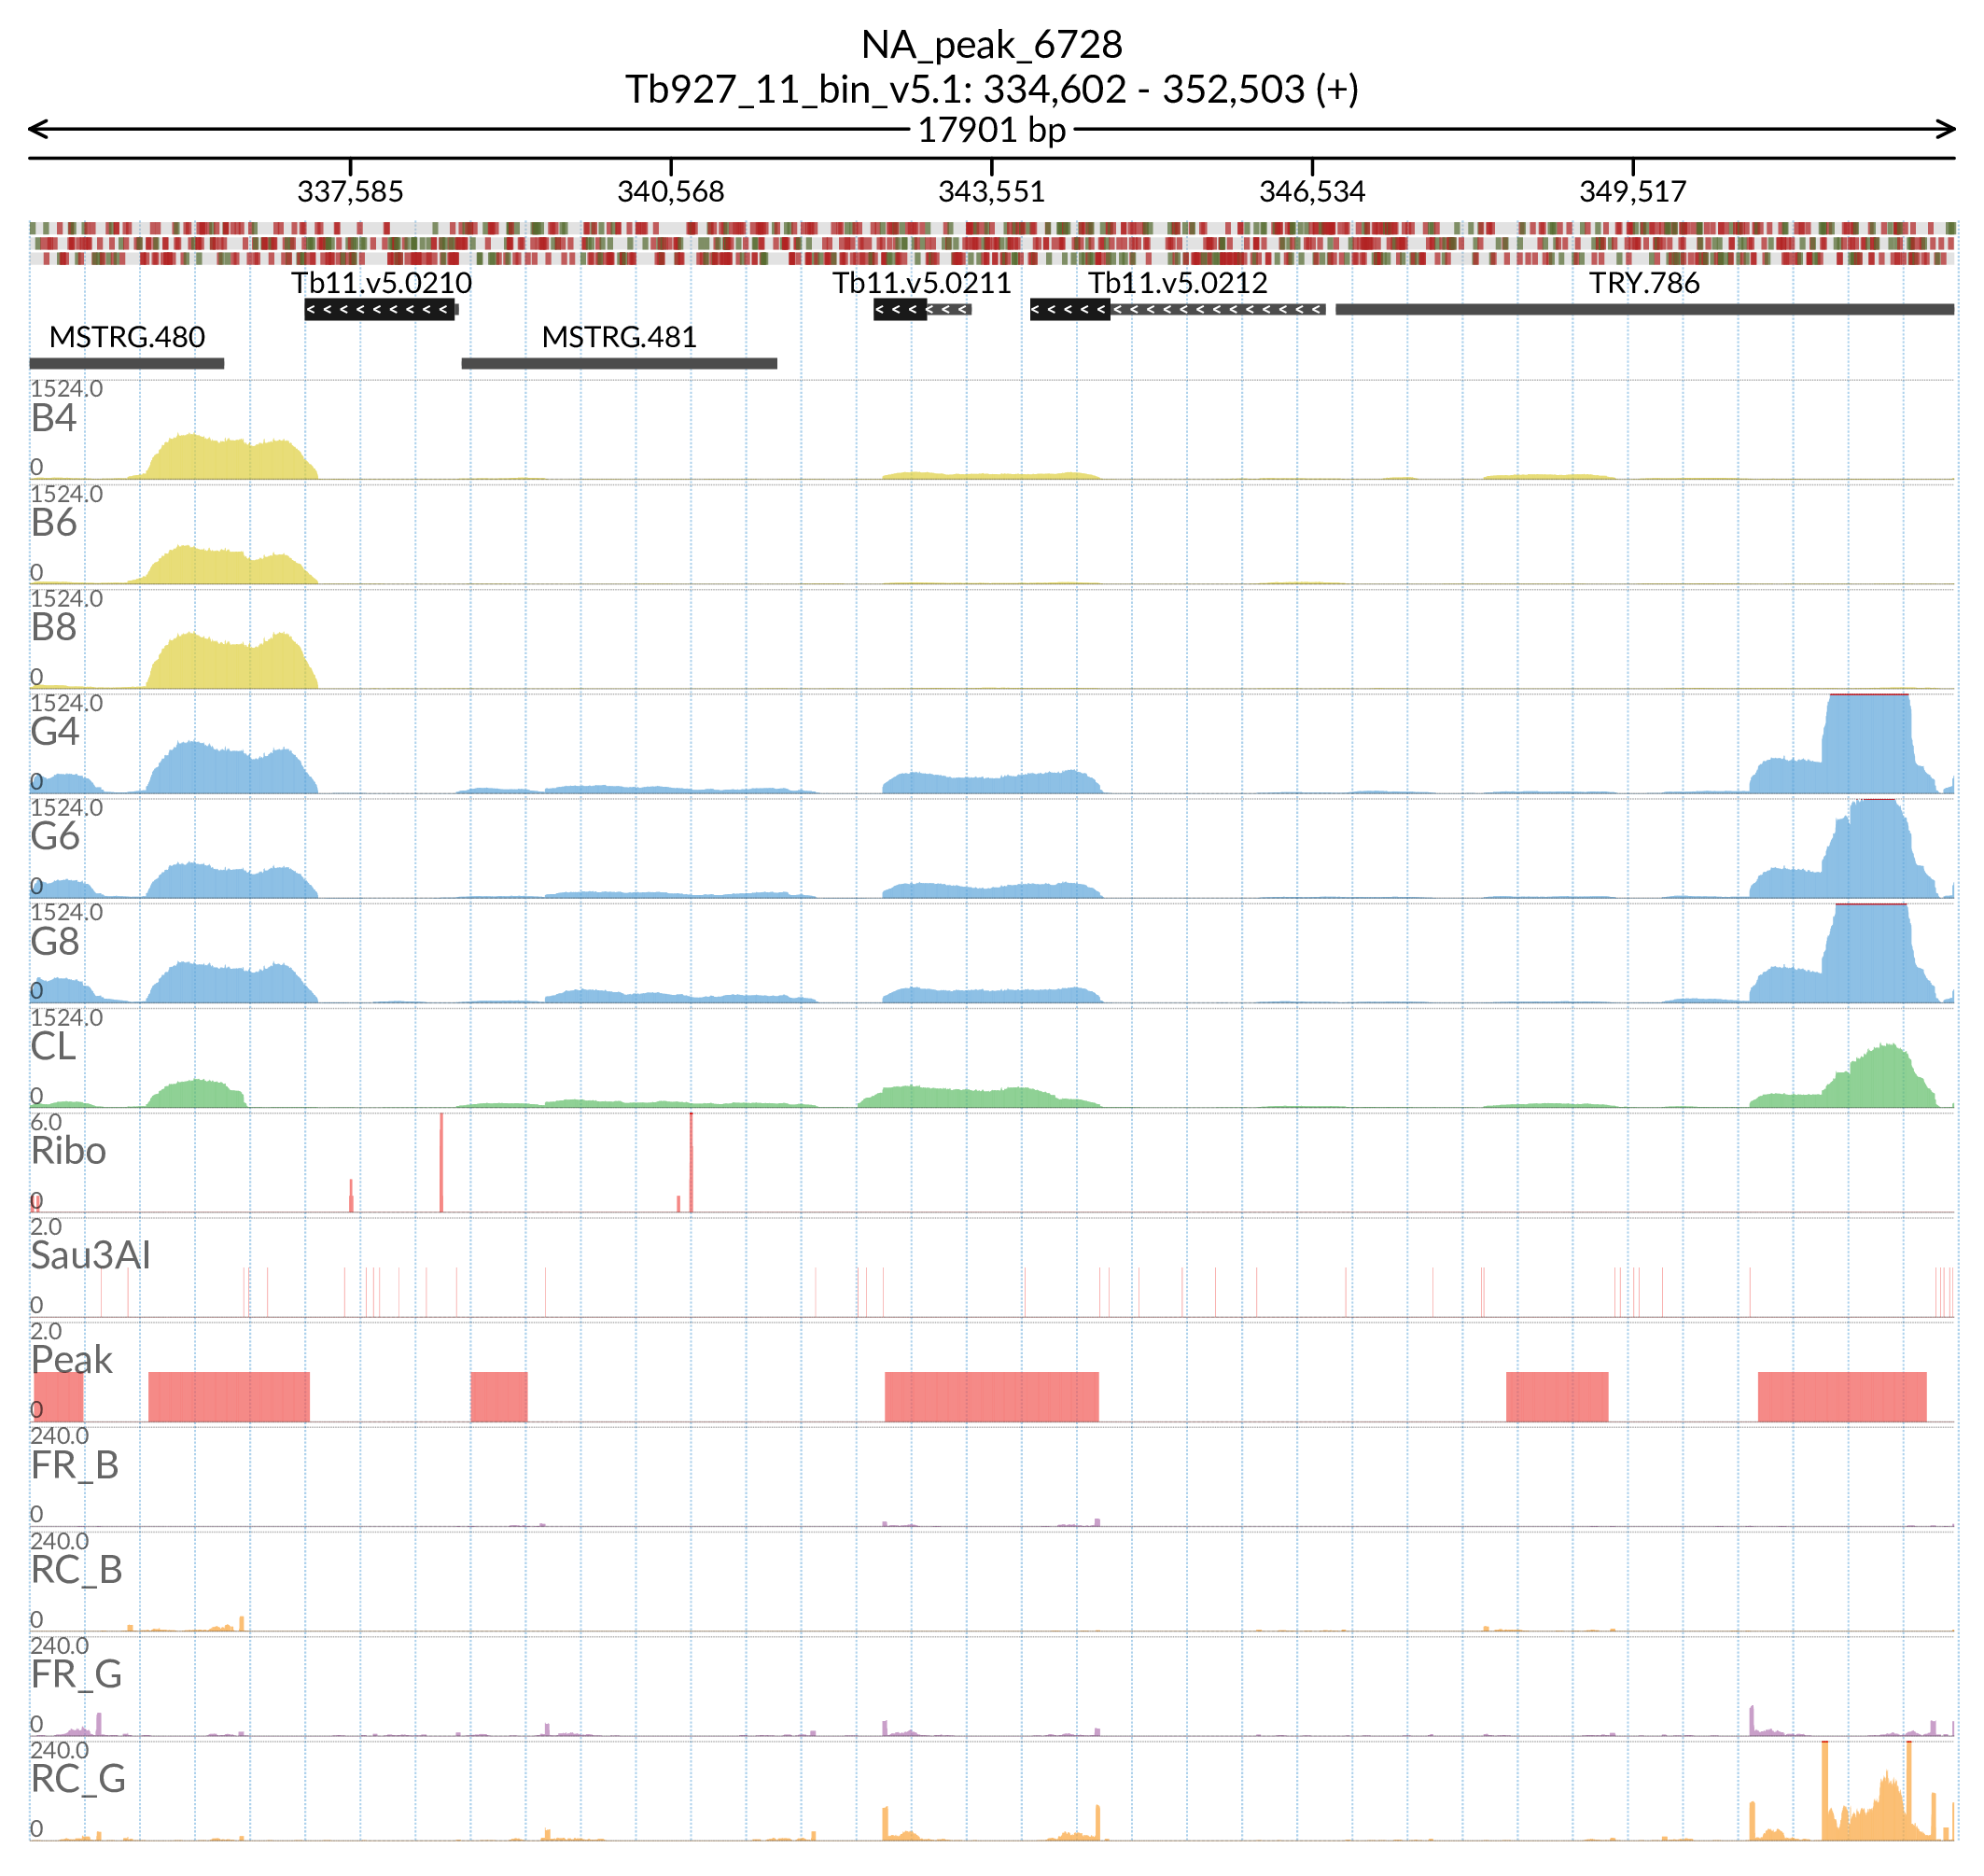 NA_peak_6728
Tb927_11_bin_v5.1: 334,602 - 352,503 (+)
17901 bp
337,585 340,568 343,551 346,534 349,517
Tb11.v5.0210 Tb11.v5.0211 Tb11.v5.0212 TRY.786
MSTRG.480 MSTRG.481
1524.0
B4
0
1524.0
B6
0
1524.0
B8
0
1524.0
G4
0
1524.0
G6
0
1524.0
G8
0
1524.0
CL
0
6.0
Ribo
0
2.0
Sau3AI
0
2.0
Peak
0
240.0
FR_B
0
240.0
RC_B
0
240.0
FR_G
0
240.0
RC_G
0